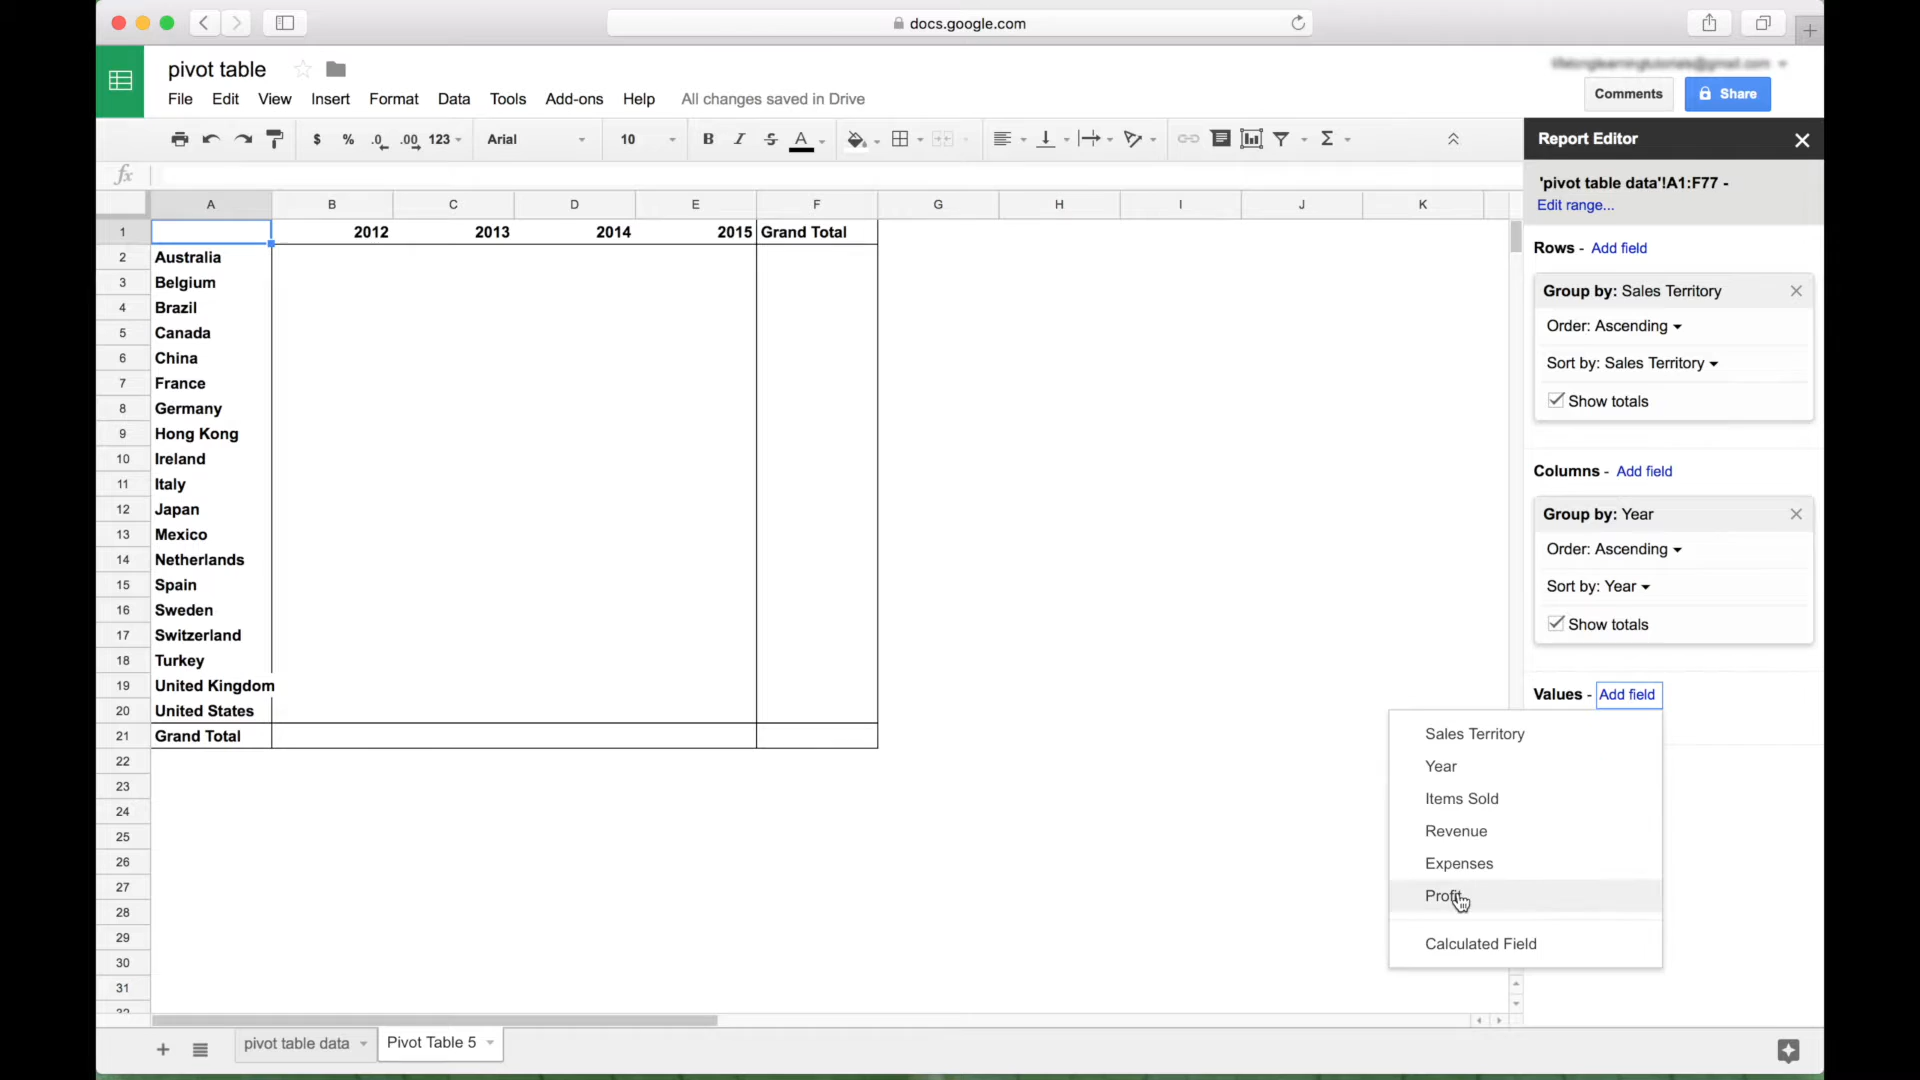 docs.google.com
pivot table
File Edit View Insert Format Data Tools Add-ons Help All changes saved in Drive
Comments
Share
$ % .0 .00 123 Arial 10 B I S A Σ
Report Editor
fx
'pivot table data'!A1:F77 -
Edit range...
A B C D E F G H I J K
1 2012 2013 2014 2015 Grand Total
2 Australia
3 Belgium
4 Brazil
5 Canada
6 China
7 France
8 Germany
9 Hong Kong
10 Ireland
11 Italy
12 Japan
13 Mexico
14 Netherlands
15 Spain
16 Sweden
17 Switzerland
18 Turkey
19 United Kingdom
20 United States
21 Grand Total
22
23
24
25
26
27
28
29
30
31
Rows - Add field
Group by: Sales Territory
Order: Ascending
Sort by: Sales Territory
Show totals
Columns - Add field
Group by: Year
Order: Ascending
Sort by: Year
Show totals
Values - Add field
Sales Territory
Year
Items Sold
Revenue
Expenses
Profit
Calculated Field
pivot table data
Pivot Table 5